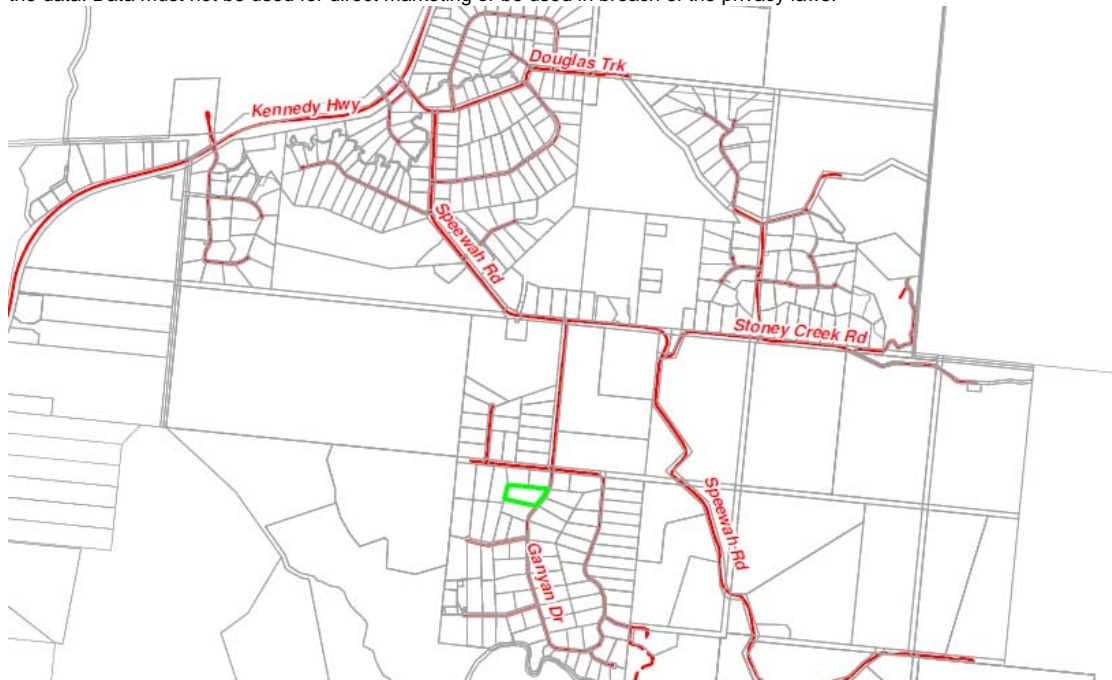 the data. Data must not be used for direct marketing or be used in breach of the privacy laws.
Douglas Trk
Kennedy Hwy
Speewah Rd
Stoney Creek Rd
Speewah Rd
Ganyan Dr